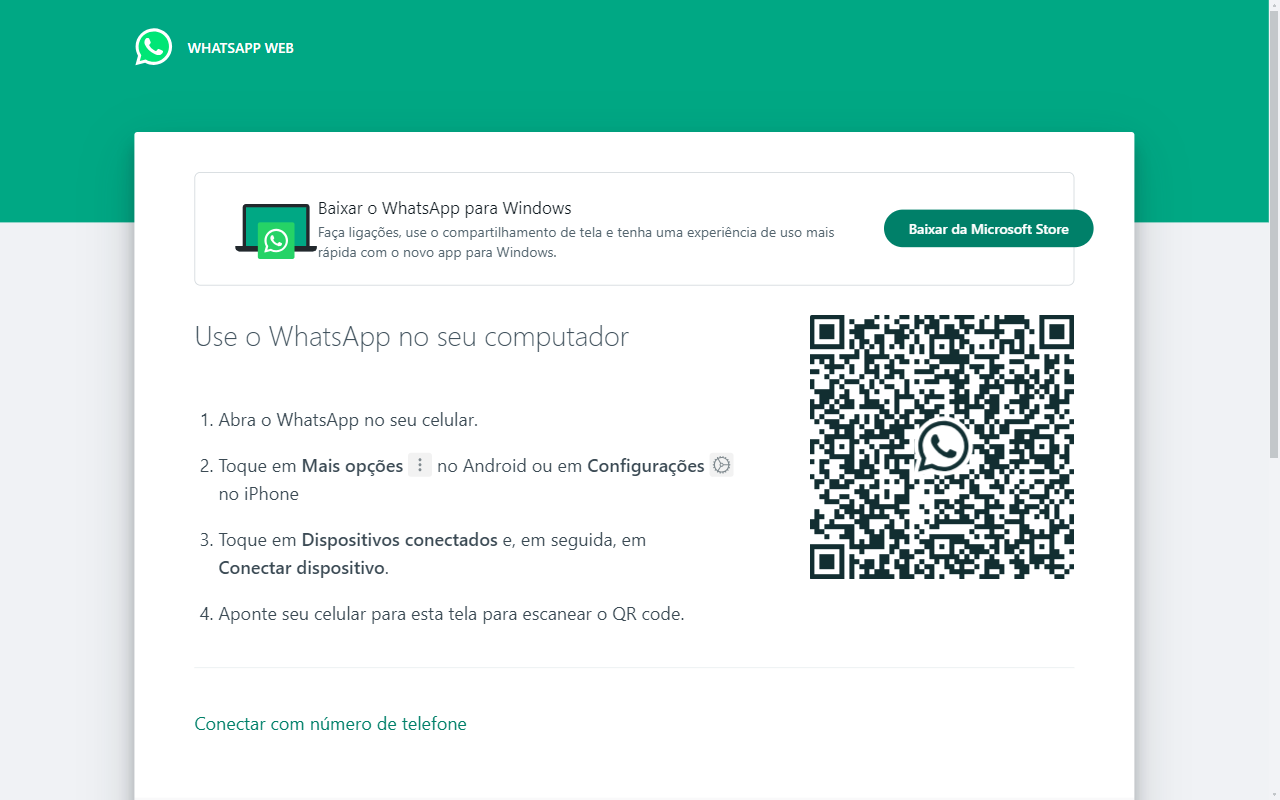 WHATSAPP WEB
Baixar o WhatsApp para Windows
Faça ligações, use o compartilhamento de tela e tenha uma experiência de uso mais
rápida com o novo app para Windows.
Baixar da Microsoft Store
Use o WhatsApp no seu computador
1. Abra o WhatsApp no seu celular.
2. Toque em Mais opções no Android ou em Configurações
no iPhone
3. Toque em Dispositivos conectados e, em seguida, em
Conectar dispositivo.
4. Aponte seu celular para esta tela para escanear o QR code.
Conectar com número de telefone